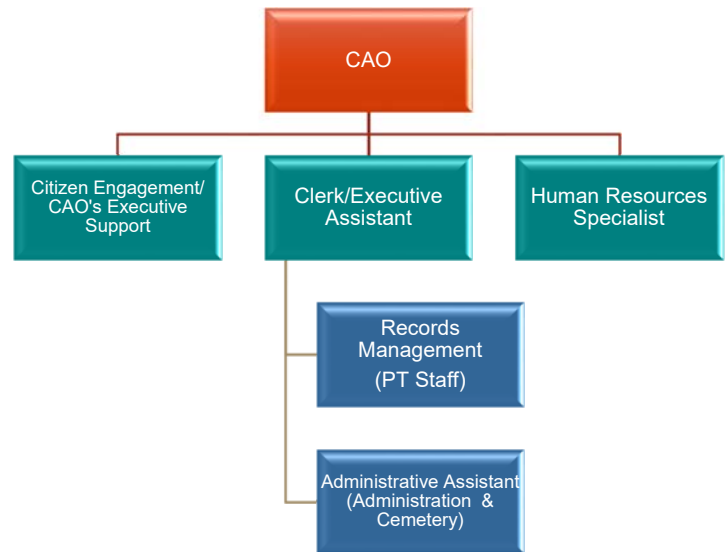 CAO
Citizen Engagement/
CAO's Executive
Support
Clerk/Executive
Assistant
Human Resources
Specialist
Records
Management
(PT Staff)
Administrative Assistant
(Administration &
Cemetery)